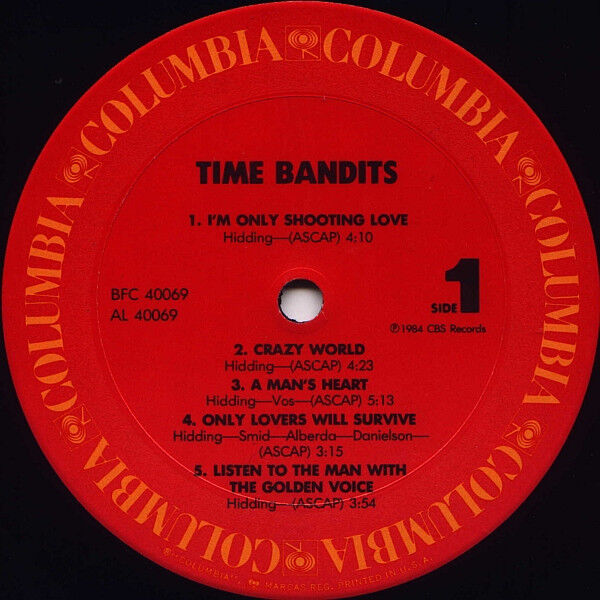 COLUMBIA COLUMBIA COLUMBIA COLUMBIA COLUMBIA COLUMBIA
TIME BANDITS
1. I'M ONLY SHOOTING LOVE
Hidding—(ASCAP) 4:10
BFC 40069
AL 40069
SIDE 1
℗1984 CBS Records
2. CRAZY WORLD
Hidding—(ASCAP) 4:23
3. A MAN'S HEART
Hidding—Vos—(ASCAP) 5:13
4. ONLY LOVERS WILL SURVIVE
Hidding—Smid—Alberda—Danielson—
(ASCAP) 3:15
5. LISTEN TO THE MAN WITH
THE GOLDEN VOICE
Hidding—(ASCAP) 3:54
"COLUMBIA", MARCAS REG. PRINTED IN U.S.A.